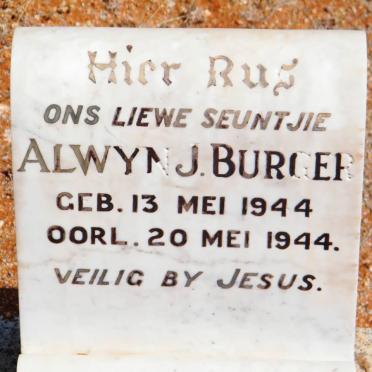 Hier Rus
ONS LIEWE SEUNTJIE
ALWYN J. BURGER
GEB. 13 MEI 1944
OORL. 20 MEI 1944.
VEILIG BY JESUS.